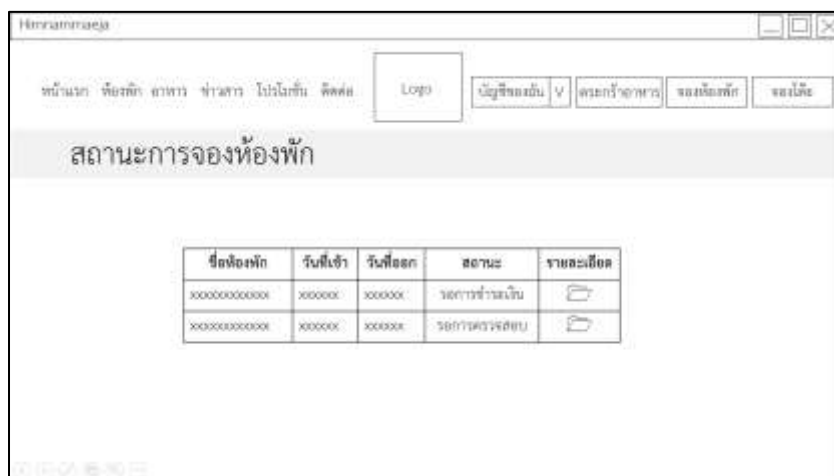 Himnammaeja
หน้าแรก ห้องพัก อาหาร ข่าวสาร โปรโมชั่น ติดต่อ Logo บัญชีของฉัน V ตระกร้าอาหาร จองห้องพัก จองโต๊ะ
สถานะการจองห้องพัก
ชื่อห้องพัก วันที่เข้า วันที่ออก สถานะ รายละเอียด
xxxxxxxxxxxx xxxxxx xxxxxx รอการชำระเงิน
xxxxxxxxxxxx xxxxxx xxxxxx รอการตรวจสอบ